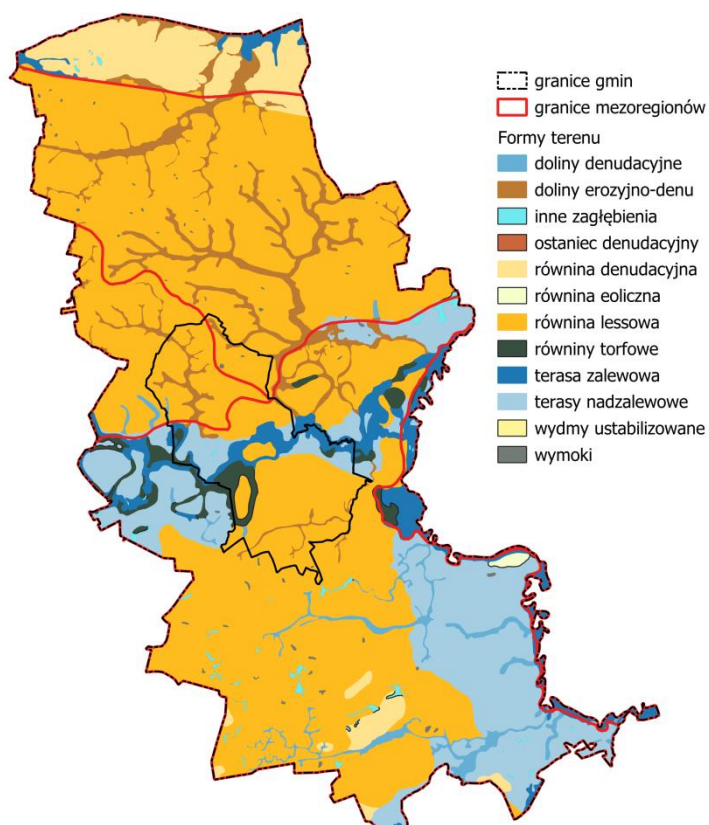 granice gmin
granice mezoregionów
Formy terenu
doliny denudacyjne
doliny erozyjno-denu
inne zagłębienia
ostaniec denudacyjny
równina denudacyjna
równina eoliczna
równina lessowa
równiny torfowe
terasa zalewowa
terasy nadzalewowe
wydmy ustabilizowane
wymoki